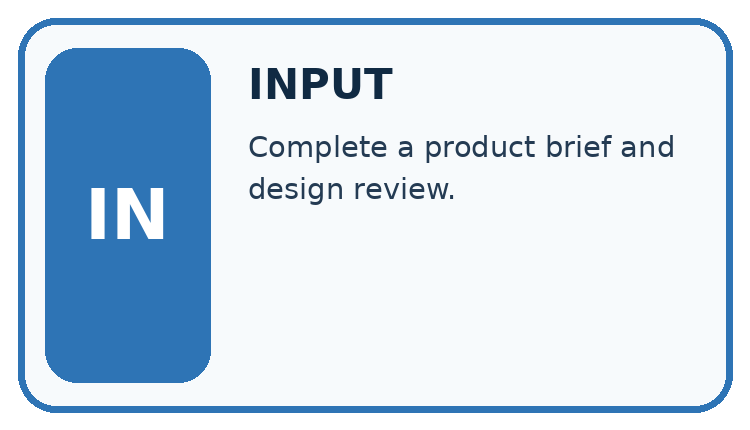 IN
INPUT
Complete a product brief and
design review.